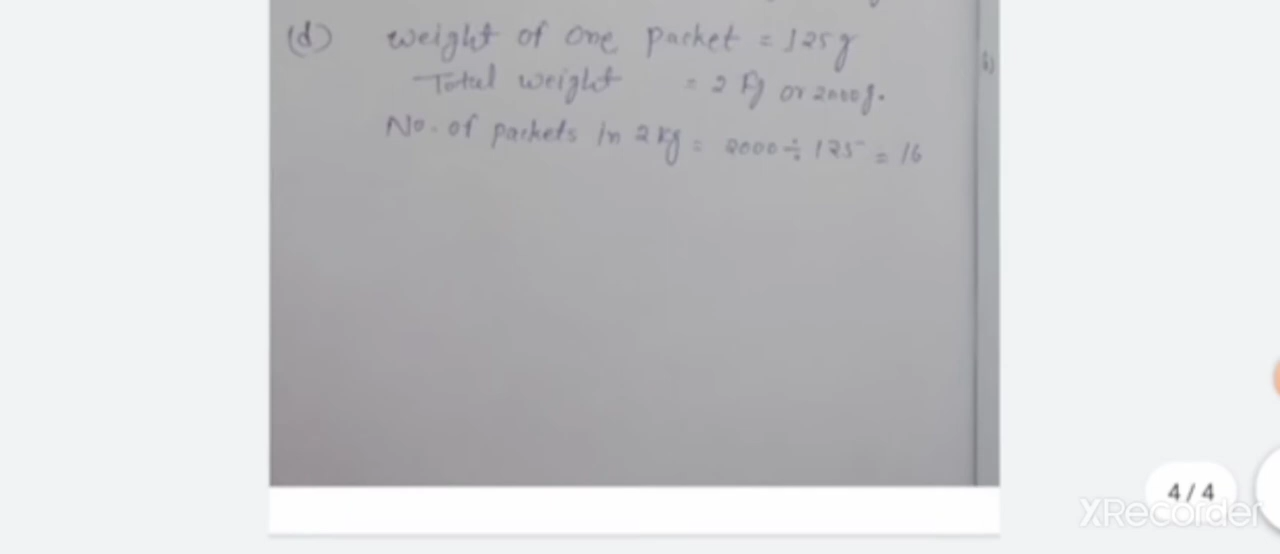 (d) weight of one packet = 125g
Total weight = 2 kg or 2000g.
No. of packets in 2 kg = 2000 ÷ 125 = 16
4 / 4
XRecorder